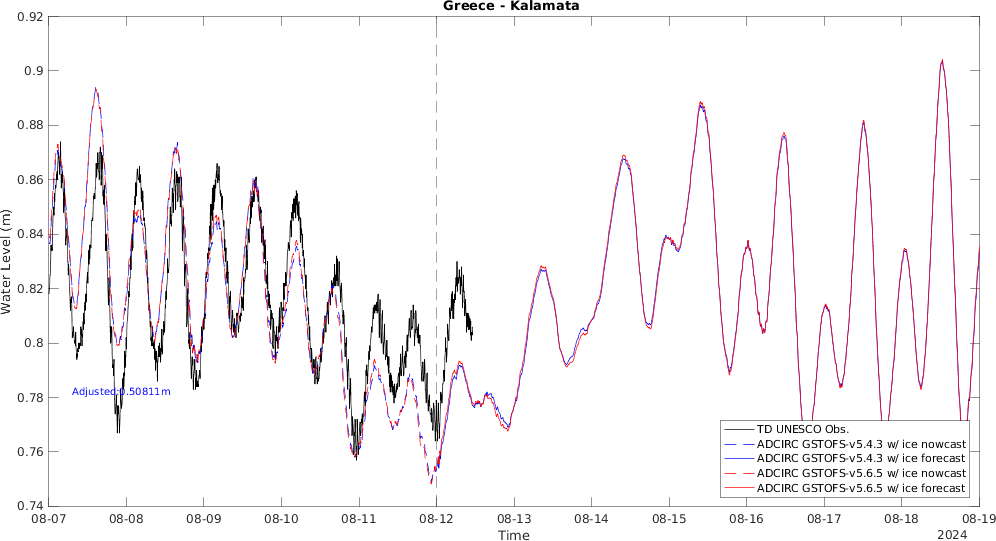 Greece - Kalamata
0.92
0.9
0.88
0.86
0.84
0.82
0.8
0.78
0.76
0.74
Water Level (m)
Adjusted:0.50811m
TD UNESCO Obs.
ADCIRC GSTOFS-v5.4.3 w/ ice nowcast
ADCIRC GSTOFS-v5.4.3 w/ ice forecast
ADCIRC GSTOFS-v5.6.5 w/ ice nowcast
ADCIRC GSTOFS-v5.6.5 w/ ice forecast
08-07 08-08 08-09 08-10 08-11 08-12 08-13 08-14 08-15 08-16 08-17 08-18 08-19
Time
2024